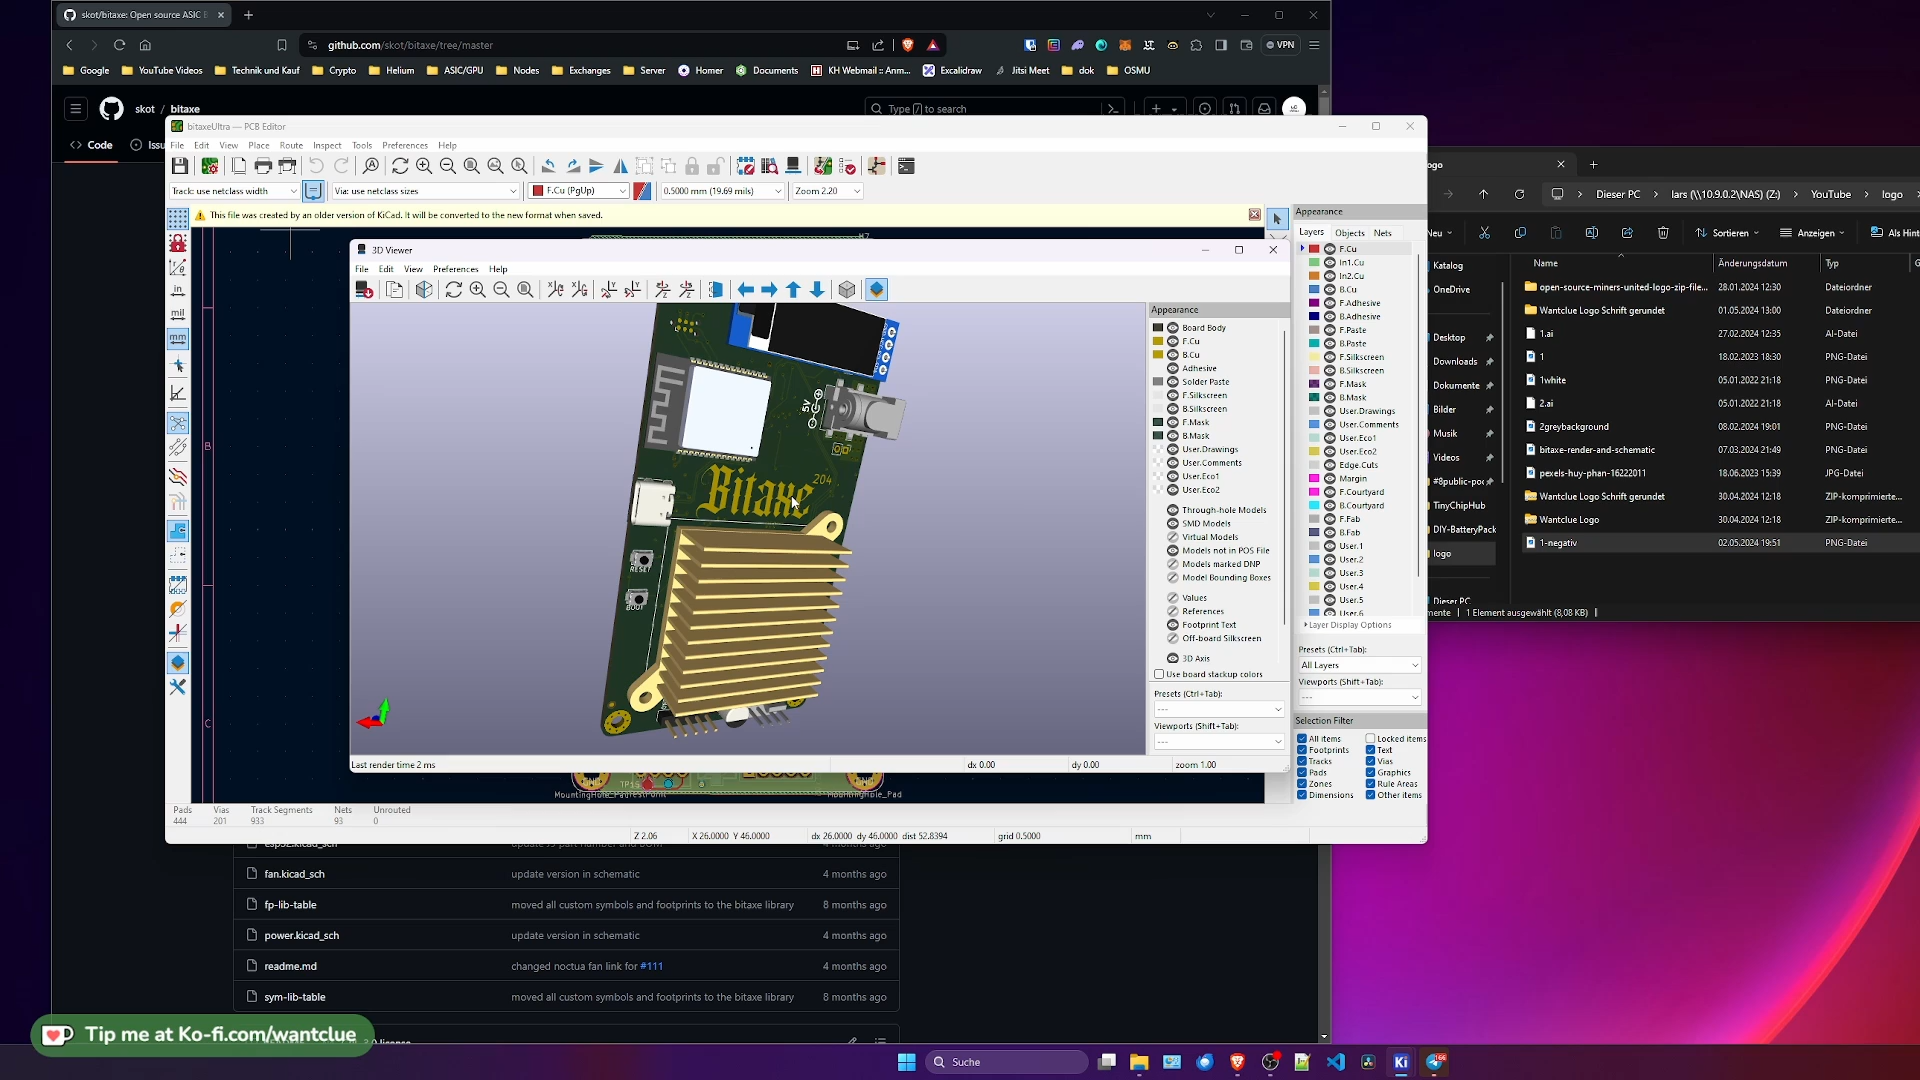 skot/bitaxe: Open source ASIC B
github.com/skot/bitaxe/tree/master
VPN
Google
YouTube Videos
Technik und Kauf
Crypto
Helium
ASIC/GPU
Nodes
Exchanges
Server
Homer
Documents
KH Webmail :: Anm...
Excalidraw
Jitsi Meet
dok
OSMU
skot / bitaxe
Type / to search
Code
Issu
bitaxeUltra — PCB Editor
File Edit View Place Route Inspect Tools Preferences Help
Track: use netclass width
Via: use netclass sizes
F.Cu (PgUp)
0.5000 mm (19.69 mils)
Zoom 2.20
This file was created by an older version of KiCad. It will be converted to the new format when saved.
in
mil
mm
B
C
3D Viewer
File Edit View Preferences Help
5V
Bitaxe
204
RESET
BOOT
Appearance
Board Body
F.Cu
B.Cu
Adhesive
Solder Paste
F.Silkscreen
B.Silkscreen
F.Mask
B.Mask
User.Drawings
User.Comments
User.Eco1
User.Eco2
Through-hole Models
SMD Models
Virtual Models
Models not in POS File
Models marked DNP
Model Bounding Boxes
Values
References
Footprint Text
Off-board Silkscreen
3D Axis
Use board stackup colors
Presets (Ctrl+Tab):
---
Viewports (Shift+Tab):
---
Last render time 2 ms
dx 0.00
dy 0.00
zoom 1.00
Appearance
Layers Objects Nets
F.Cu
In1.Cu
In2.Cu
B.Cu
F.Adhesive
B.Adhesive
F.Paste
B.Paste
F.Silkscreen
B.Silkscreen
F.Mask
B.Mask
User.Drawings
User.Comments
User.Eco1
User.Eco2
Edge.Cuts
Margin
F.Courtyard
B.Courtyard
F.Fab
B.Fab
User.1
User.2
User.3
User.4
User.5
User.6
Layer Display Options
Presets (Ctrl+Tab):
All Layers
Viewports (Shift+Tab):
---
Selection Filter
All items
Locked items
Footprints
Text
Tracks
Vias
Pads
Graphics
Zones
Rule Areas
Dimensions
Other items
Pads Vias Track Segments Nets Unrouted
444 201 933 93 0
Z 2.06
X 26.0000 Y 46.0000
dx 26.0000 dy 46.0000 dist 52.8394
grid 0.5000
mm
ogo
Dieser PC
lars (\\10.9.0.2\NAS) (Z:)
YouTube
logo
Neu
Sortieren
Anzeigen
Als Hint
Katalog
OneDrive
Desktop
Downloads
Dokumente
Bilder
Musik
Videos
#8public-poc
TinyChipHub
DIY-BatteryPack
logo
Dieser PC
Name Änderungsdatum Typ G
open-source-miners-united-logo-zip-file... 28.01.2024 12:30 Dateiordner
Wantclue Logo Schrift gerundet 01.05.2024 13:00 Dateiordner
1.ai 27.02.2024 12:35 AI-Datei
1 18.02.2023 18:30 PNG-Datei
1white 05.01.2022 21:18 PNG-Datei
2.ai 05.01.2022 21:18 AI-Datei
2greybackground 08.02.2024 19:01 PNG-Datei
bitaxe-render-and-schematic 07.03.2024 21:49 PNG-Datei
pexels-huy-phan-16222011 18.06.2023 15:39 JPG-Datei
Wantclue Logo Schrift gerundet 30.04.2024 12:18 ZIP-komprimierte...
Wantclue Logo 30.04.2024 12:18 ZIP-komprimierte...
1-negativ 02.05.2024 19:51 PNG-Datei
mente
1 Element ausgewählt (8,08 KB)
fan.kicad_sch update version in schematic 4 months ago
fp-lib-table moved all custom symbols and footprints to the bitaxe library 8 months ago
power.kicad_sch update version in schematic 4 months ago
readme.md changed noctua fan link for #111 4 months ago
sym-lib-table moved all custom symbols and footprints to the bitaxe library 8 months ago
Tip me at Ko-fi.com/wantclue
Suche
Ki